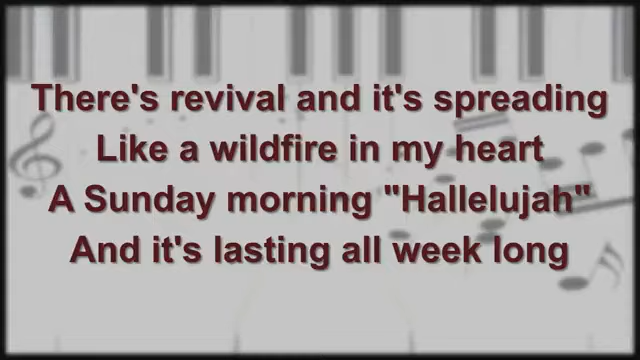 There's revival and it's spreading
Like a wildfire in my heart
A Sunday morning "Hallelujah"
And it's lasting all week long